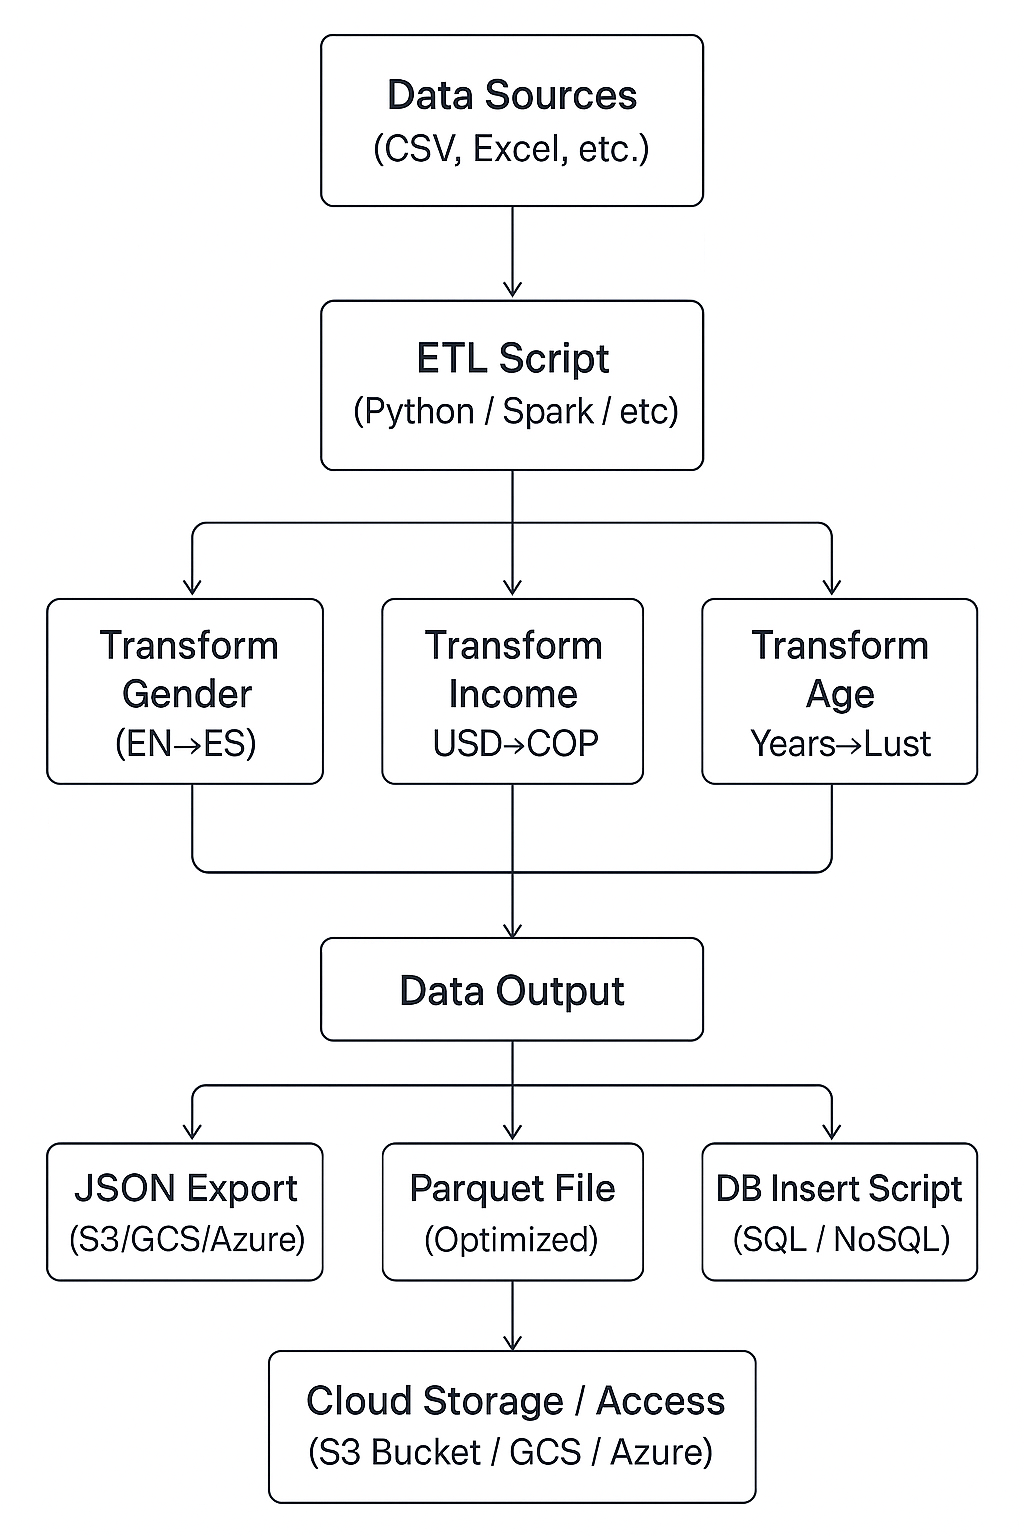 Data Sources
(CSV, Excel, etc.)
ETL Script
(Python / Spark / etc)
Transform
Gender
(EN→ES)
Transform
Income
USD→COP
Transform
Age
Years→Lust
Data Output
JSON Export
(S3/GCS/Azure)
Parquet File
(Optimized)
DB Insert Script
(SQL / NoSQL)
Cloud Storage / Access
(S3 Bucket / GCS / Azure)